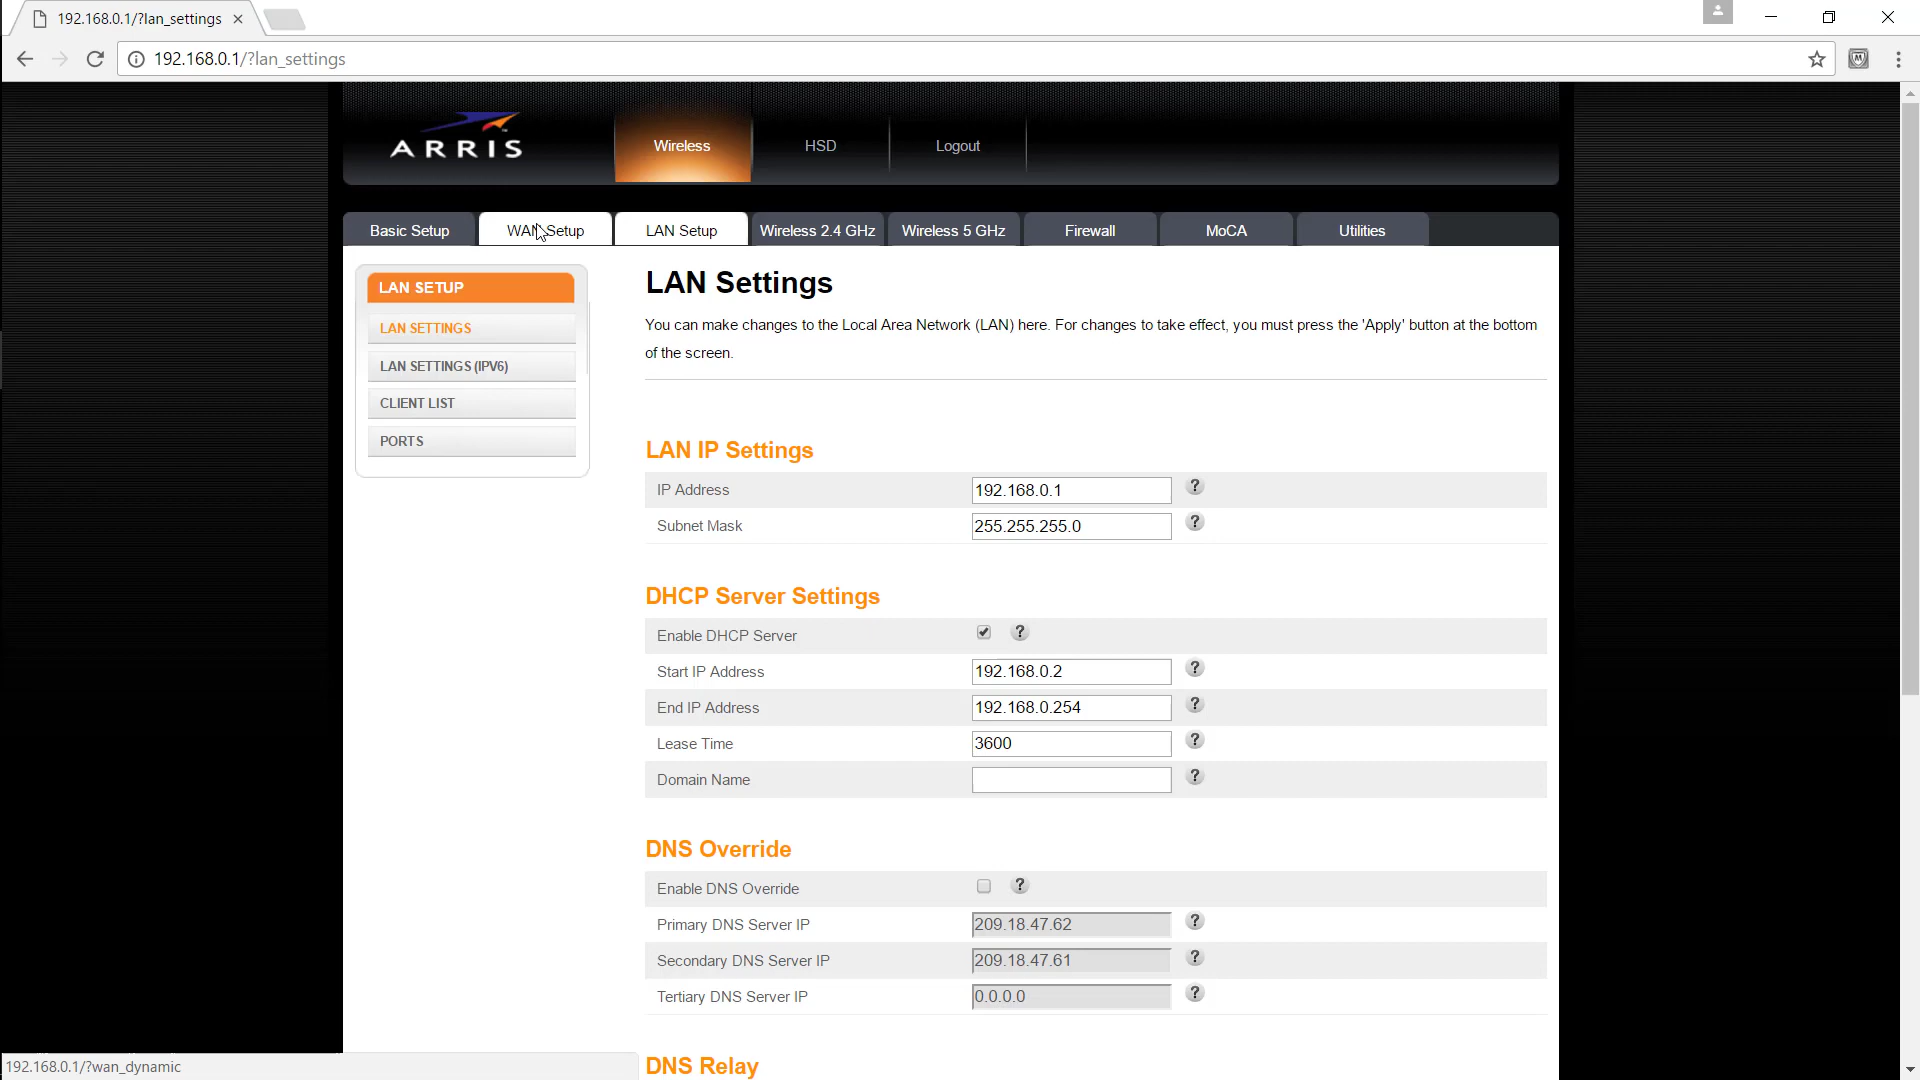 192.168.0.1/?lan_settings
192.168.0.1/?lan_settings
ARRIS
Wireless
HSD
Logout
Basic Setup
WAN Setup
LAN Setup
Wireless 2.4 GHz
Wireless 5 GHz
Firewall
MoCA
Utilities
LAN SETUP
LAN SETTINGS
LAN SETTINGS (IPV6)
CLIENT LIST
PORTS
LAN Settings
You can make changes to the Local Area Network (LAN) here. For changes to take effect, you must press the 'Apply' button at the bottom
of the screen.
LAN IP Settings
IP Address 192.168.0.1 ?
Subnet Mask 255.255.255.0 ?
DHCP Server Settings
Enable DHCP Server ?
Start IP Address 192.168.0.2 ?
End IP Address 192.168.0.254 ?
Lease Time 3600 ?
Domain Name ?
DNS Override
Enable DNS Override ?
Primary DNS Server IP 209.18.47.62 ?
Secondary DNS Server IP 209.18.47.61 ?
Tertiary DNS Server IP 0.0.0.0 ?
DNS Relay
192.168.0.1/?wan_dynamic